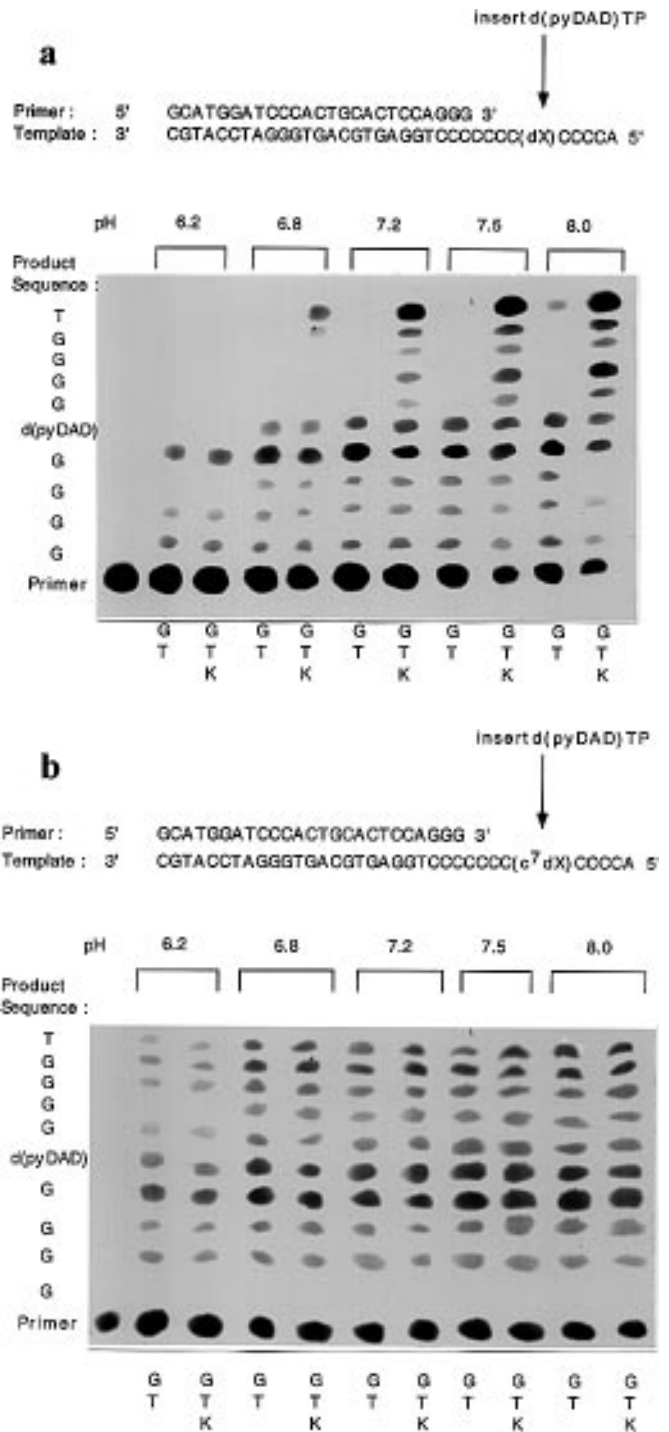 insert d(pyDAD)TP
a
Primer : 5' GCATGGATCCCACTGCACTCCAGGG 3'
Template : 3' CGTACCTAGGGTGACGTGAGGTCCCCCCC(dX)CCCCA 5'
pH 6.2 6.8 7.2 7.5 8.0
Product
Sequence :
T
G
G
G
G
d(pyDAD)
G
G
G
G
Primer
G G G G G G G G G G
T T T T T T T T T T
K K K K K
insert d(pyDAD)TP
b
Primer : 5' GCATGGATCCCACTGCACTCCAGGG 3'
Template : 3' CGTACCTAGGGTGACGTGAGGTCCCCCCC(c⁷dX)CCCCA 5'
pH 6.2 6.8 7.2 7.5 8.0
Product
Sequence :
T
G
G
G
G
d(pyDAD)
G
G
G
G
Primer
G G G G G G G G G G
T T T T T T T T T T
K K K K K